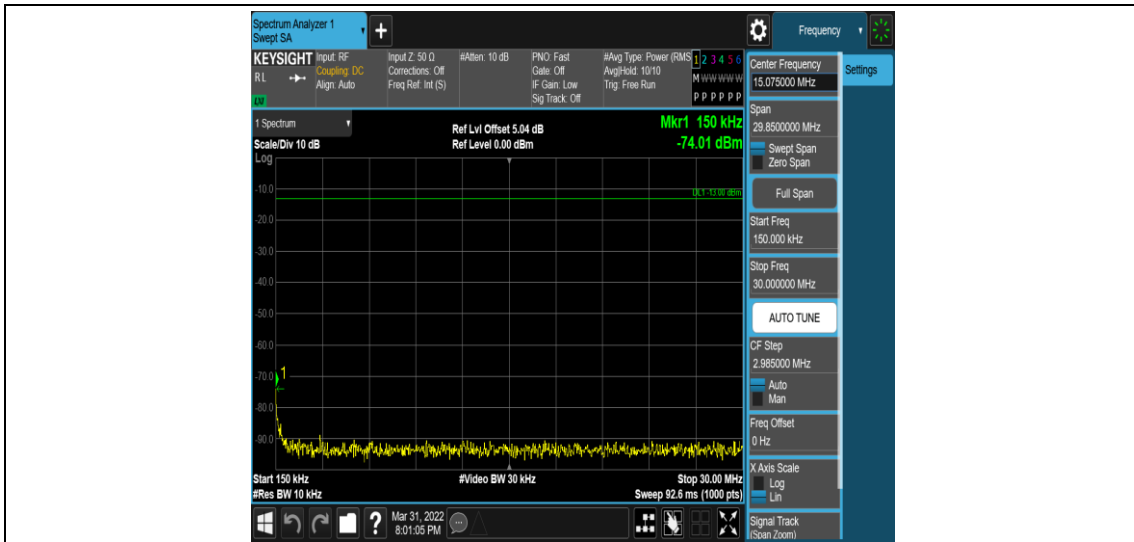 Spectrum Analyzer 1
Swept SA
+
Frequency
KEYSIGHT
RL
LXI
Input: RF
Coupling: DC
Align: Auto
Input Z: 50 Ω
Corrections: Off
Freq Ref: Int (S)
#Atten: 10 dB
PNO: Fast
Gate: Off
IF Gain: Low
Sig Track: Off
#Avg Type: Power (RMS
Avg|Hold: 10/10
Trig: Free Run
1 2 3 4 5 6
M W W W W W
P P P P P P
1 Spectrum
Scale/Div 10 dB
Ref Lvl Offset 5.04 dB
Ref Level 0.00 dBm
Mkr1 150 kHz
-74.01 dBm
Log
DL1 -13.00 dBm
-10.0
-20.0
-30.0
-40.0
-50.0
-60.0
-70.0
1
-80.0
-90.0
Start 150 kHz
#Res BW 10 kHz
#Video BW 30 kHz
Stop 30.00 MHz
Sweep 92.6 ms (1000 pts)
?
Mar 31, 2022
8:01:05 PM
Center Frequency
15.075000 MHz
Settings
Span
29.8500000 MHz
Swept Span
Zero Span
Full Span
Start Freq
150.000 kHz
Stop Freq
30.000000 MHz
AUTO TUNE
CF Step
2.985000 MHz
Auto
Man
Freq Offset
0 Hz
X Axis Scale
Log
Lin
Signal Track
(Span Zoom)